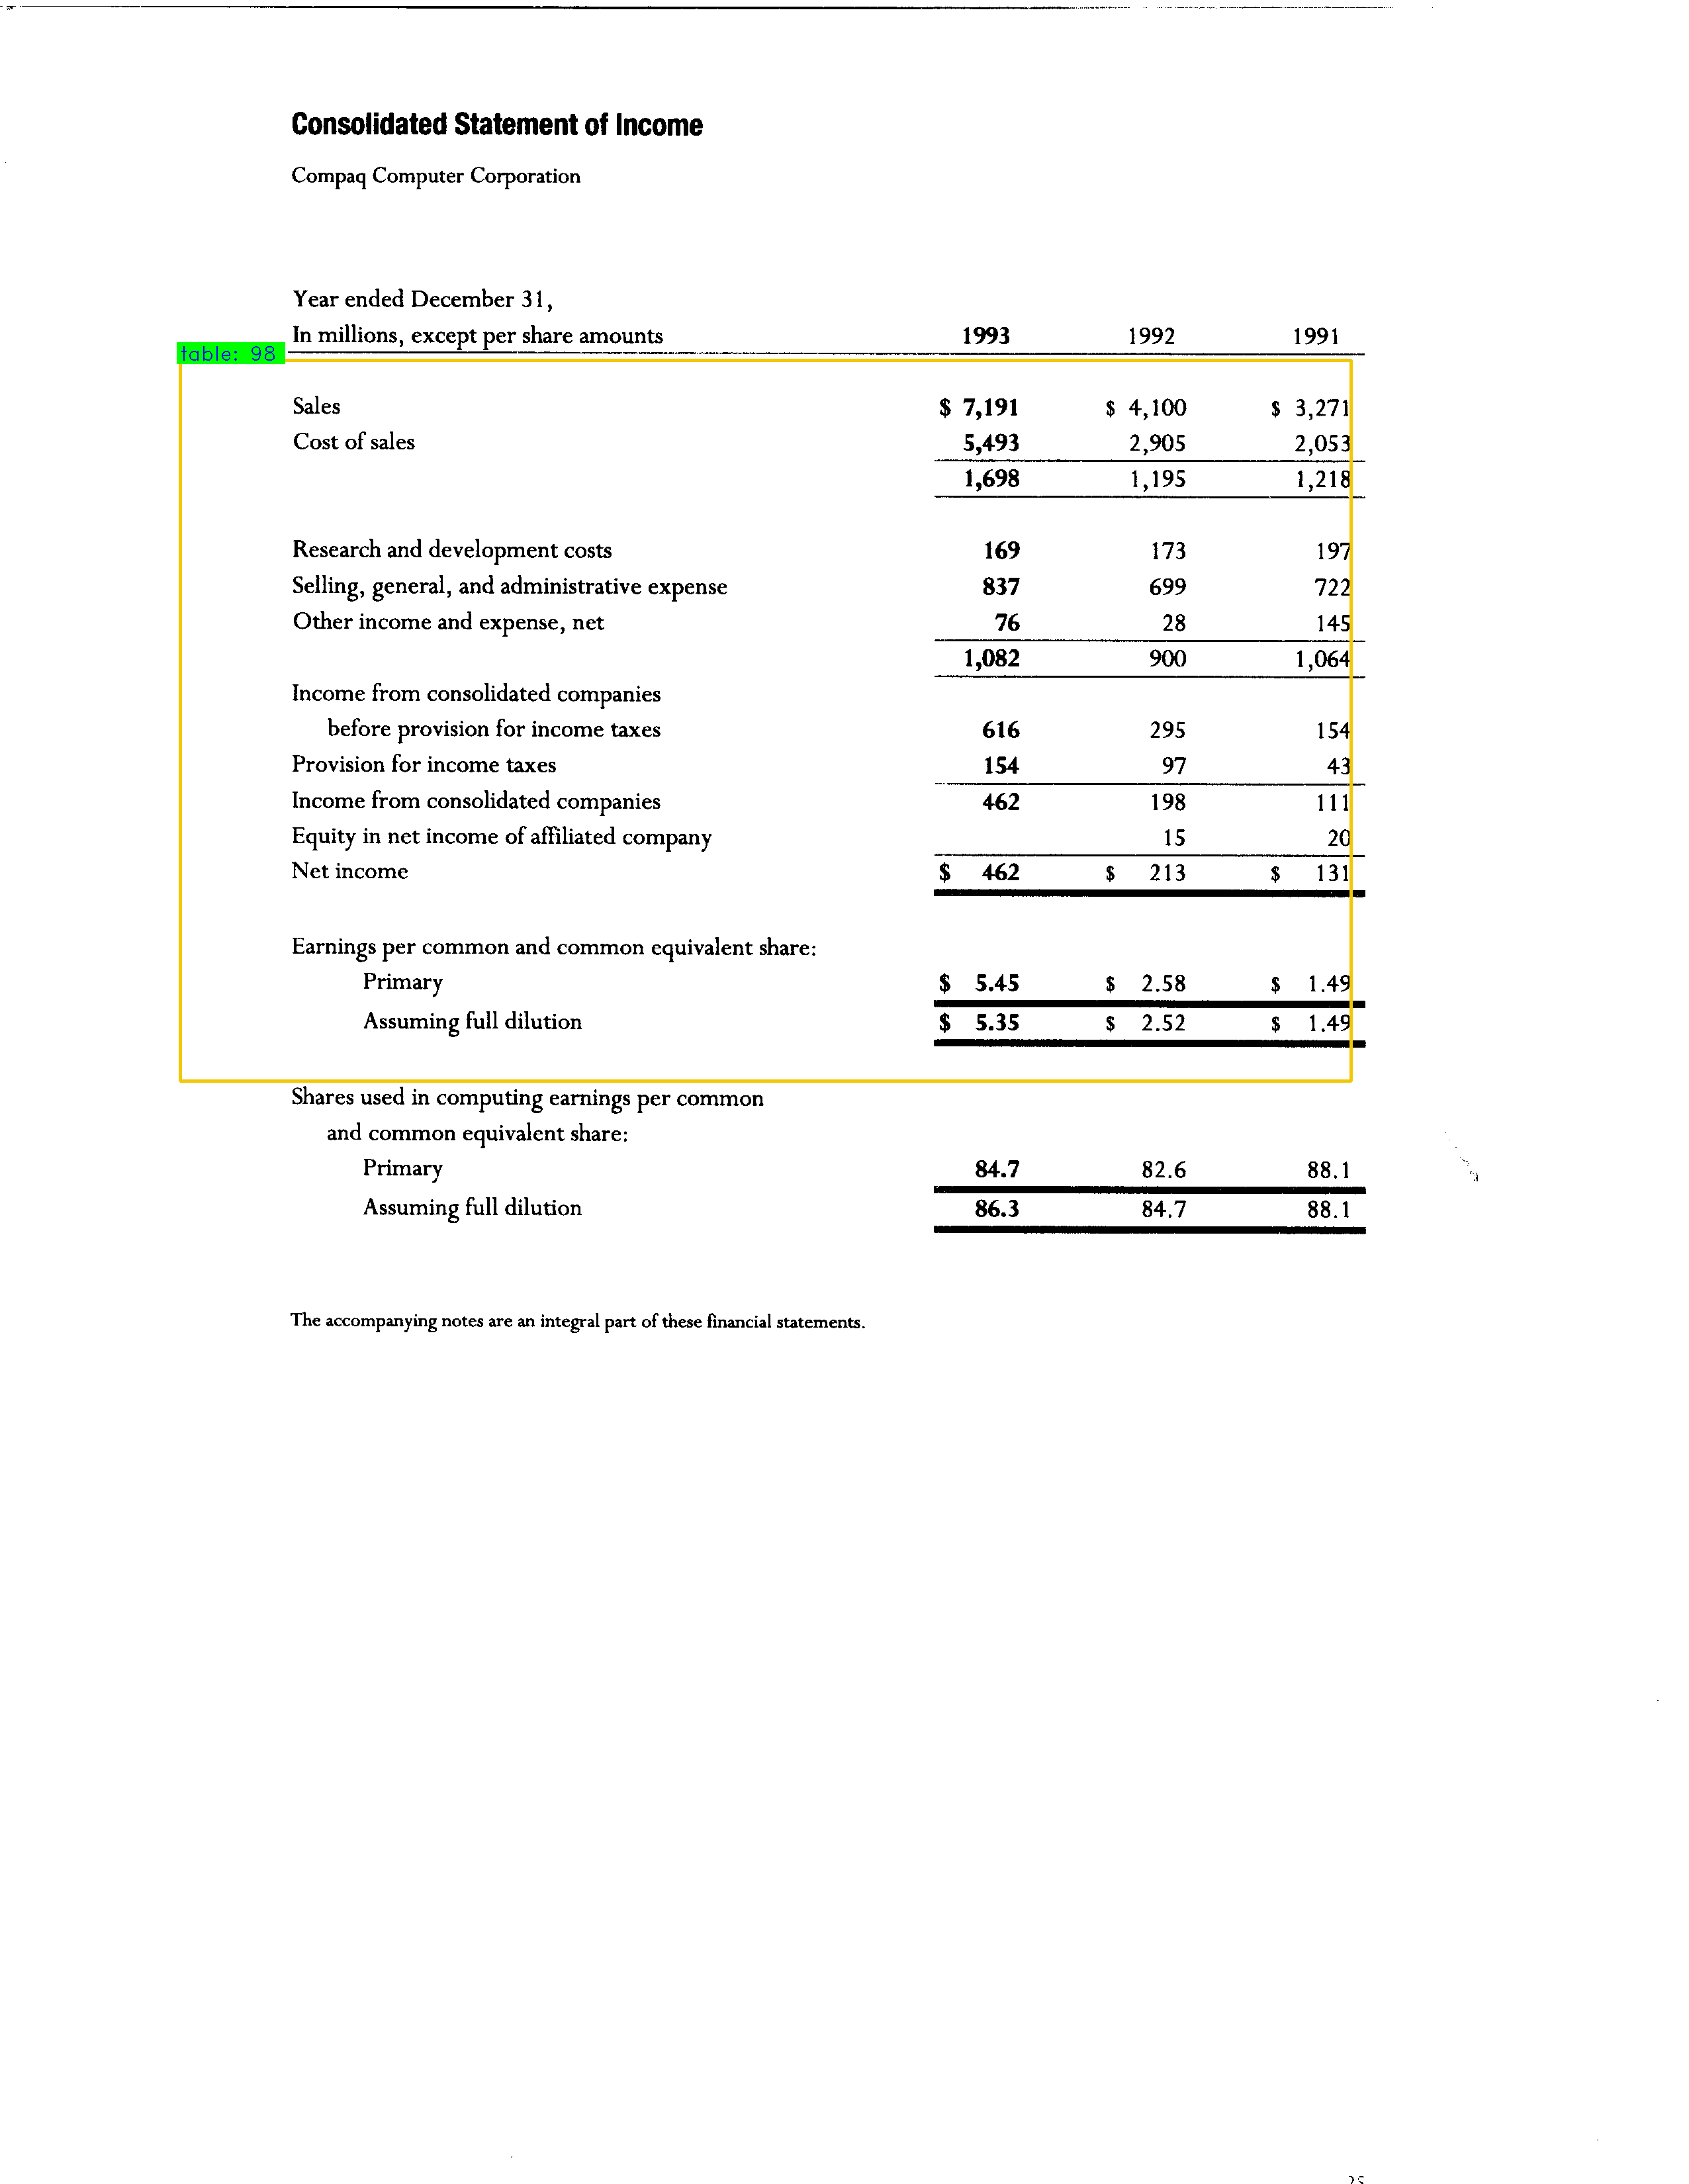 Consolidated Statement of Income
Compaq Computer Corporation
Year ended December 31,
In millions, except per share amounts 1993 1992 1991
table: 98
Sales $ 7,191 $ 4,100 $ 3,271
Cost of sales 5,493 2,905 2,053
1,698 1,195 1,218
Research and development costs 169 173 197
Selling, general, and administrative expense 837 699 722
Other income and expense, net 76 28 145
1,082 900 1,064
Income from consolidated companies
before provision for income taxes 616 295 154
Provision for income taxes 154 97 43
Income from consolidated companies 462 198 111
Equity in net income of affiliated company 15 20
Net income $ 462 $ 213 $ 131
Earnings per common and common equivalent share:
Primary $ 5.45 $ 2.58 $ 1.49
Assuming full dilution $ 5.35 $ 2.52 $ 1.49
Shares used in computing earnings per common
and common equivalent share:
Primary 84.7 82.6 88.1
Assuming full dilution 86.3 84.7 88.1
The accompanying notes are an integral part of these financial statements.